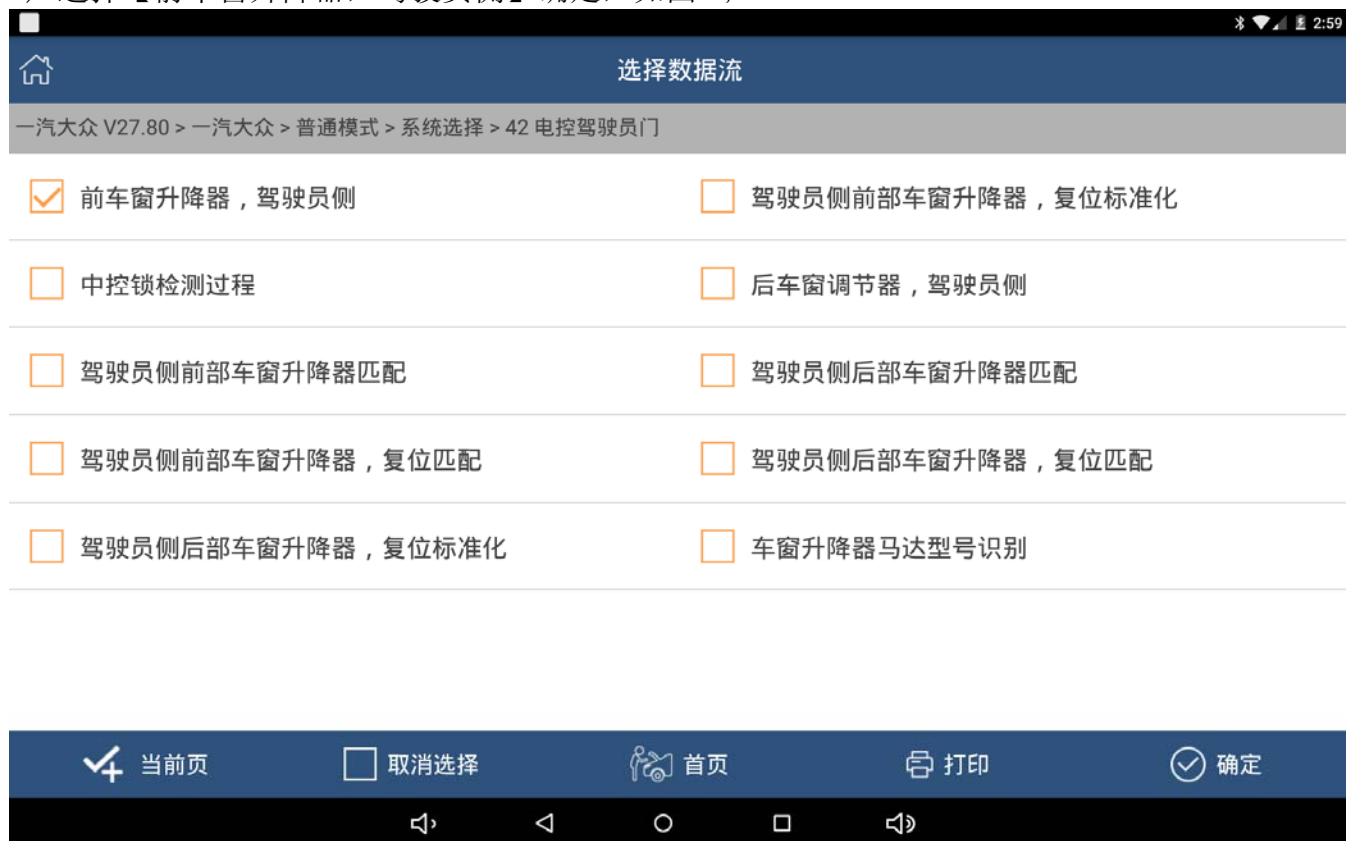 2:59
选择数据流
一汽大众 V27.80 > 一汽大众 > 普通模式 > 系统选择 > 42 电控驾驶员门
前车窗升降器，驾驶员侧
驾驶员侧前部车窗升降器，复位标准化
中控锁检测过程
后车窗调节器，驾驶员侧
驾驶员侧前部车窗升降器匹配
驾驶员侧后部车窗升降器匹配
驾驶员侧前部车窗升降器，复位匹配
驾驶员侧后部车窗升降器，复位匹配
驾驶员侧后部车窗升降器，复位标准化
车窗升降器马达型号识别
当前页 取消选择 首页 打印 确定